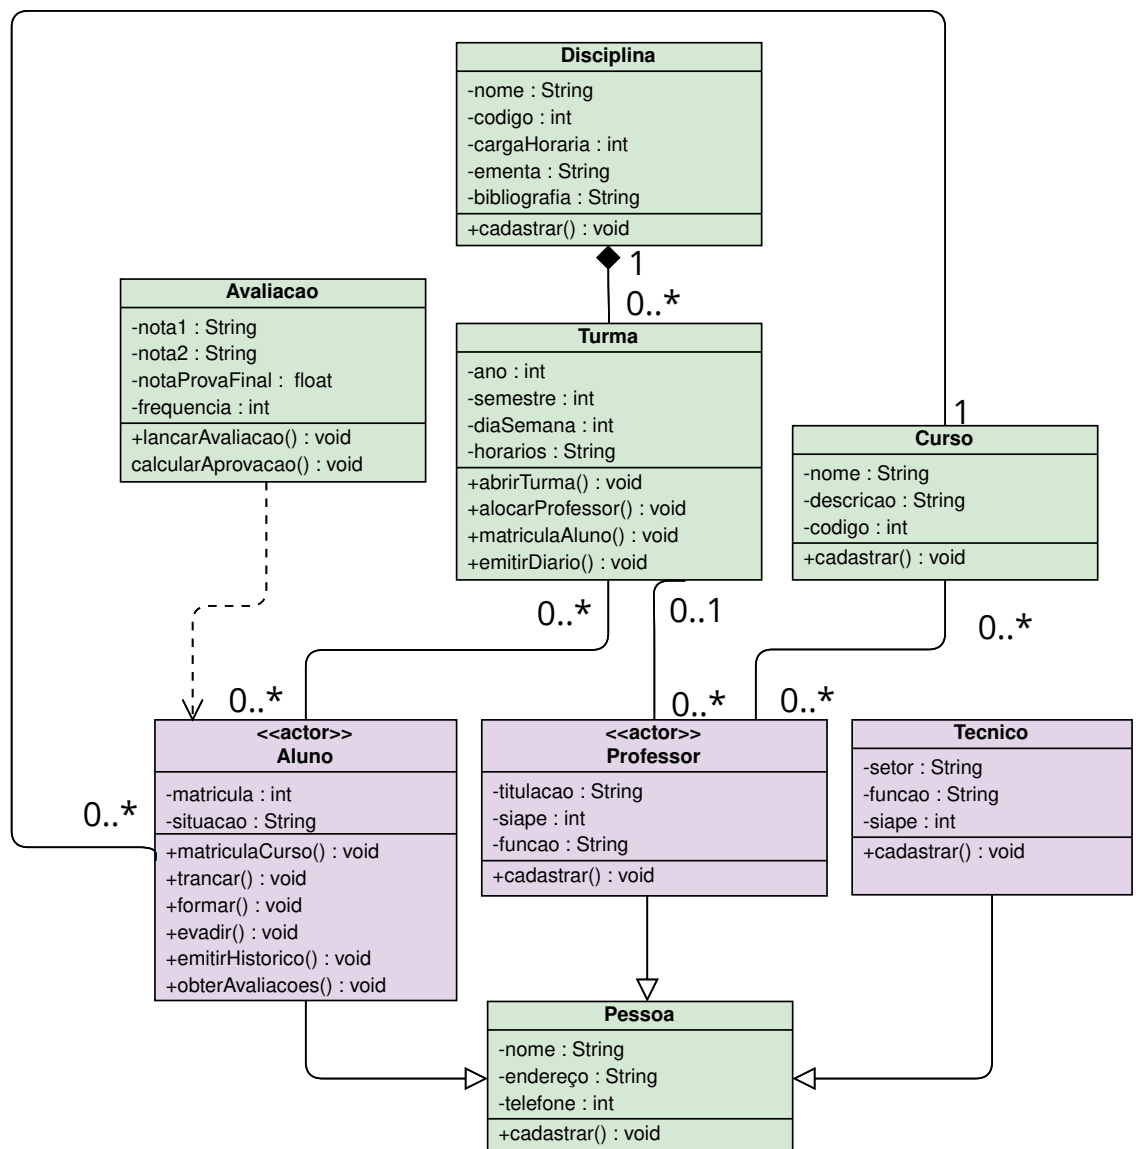 Disciplina
-nome : String
-codigo : int
-cargaHoraria : int
-ementa : String
-bibliografia : String
+cadastrar() : void
1
0..*
Avaliacao
-nota1 : String
-nota2 : String
-notaProvaFinal :  float
-frequencia : int
+lancarAvaliacao() : void
calcularAprovacao() : void
Turma
-ano : int
-semestre : int
-diaSemana : int
-horarios : String
+abrirTurma() : void
+alocarProfessor() : void
+matriculaAluno() : void
+emitirDiario() : void
1
Curso
-nome : String
-descricao : String
-codigo : int
+cadastrar() : void
0..*
0..1
0..*
0..*
0..*
0..*
<<actor>>
Aluno
-matricula : int
-situacao : String
+matriculaCurso() : void
+trancar() : void
+formar() : void
+evadir() : void
+emitirHistorico() : void
+obterAvaliacoes() : void
0..*
<<actor>>
Professor
-titulacao : String
-siape : int
-funcao : String
+cadastrar() : void
Tecnico
-setor : String
-funcao : String
-siape : int
+cadastrar() : void
Pessoa
-nome : String
-endereço : String
-telefone : int
+cadastrar() : void